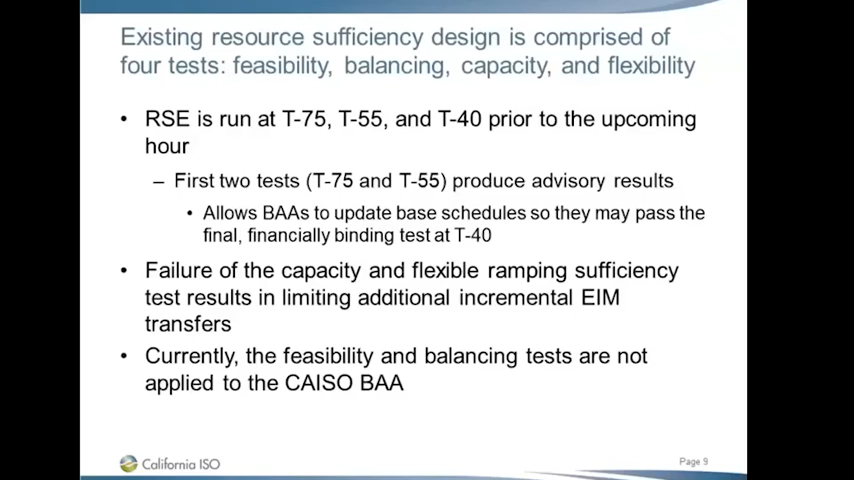 Existing resource sufficiency design is comprised of
four tests: feasibility, balancing, capacity, and flexibility
• RSE is run at T-75, T-55, and T-40 prior to the upcoming
hour
– First two tests (T-75 and T-55) produce advisory results
• Allows BAAs to update base schedules so they may pass the
final, financially binding test at T-40
• Failure of the capacity and flexible ramping sufficiency
test results in limiting additional incremental EIM
transfers
• Currently, the feasibility and balancing tests are not
applied to the CAISO BAA
California ISO
Page 9